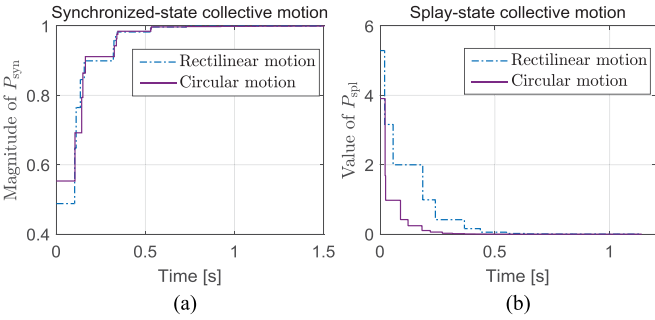 Synchronized-state collective motion
1
0.8
0.6
0.4
Magnitude of P_syn
Rectilinear motion
Circular motion
0
0.5
1
1.5
Time [s]
(a)
Splay-state collective motion
6
4
2
0
Value of P_spl
Rectilinear motion
Circular motion
0
0.5
1
Time [s]
(b)